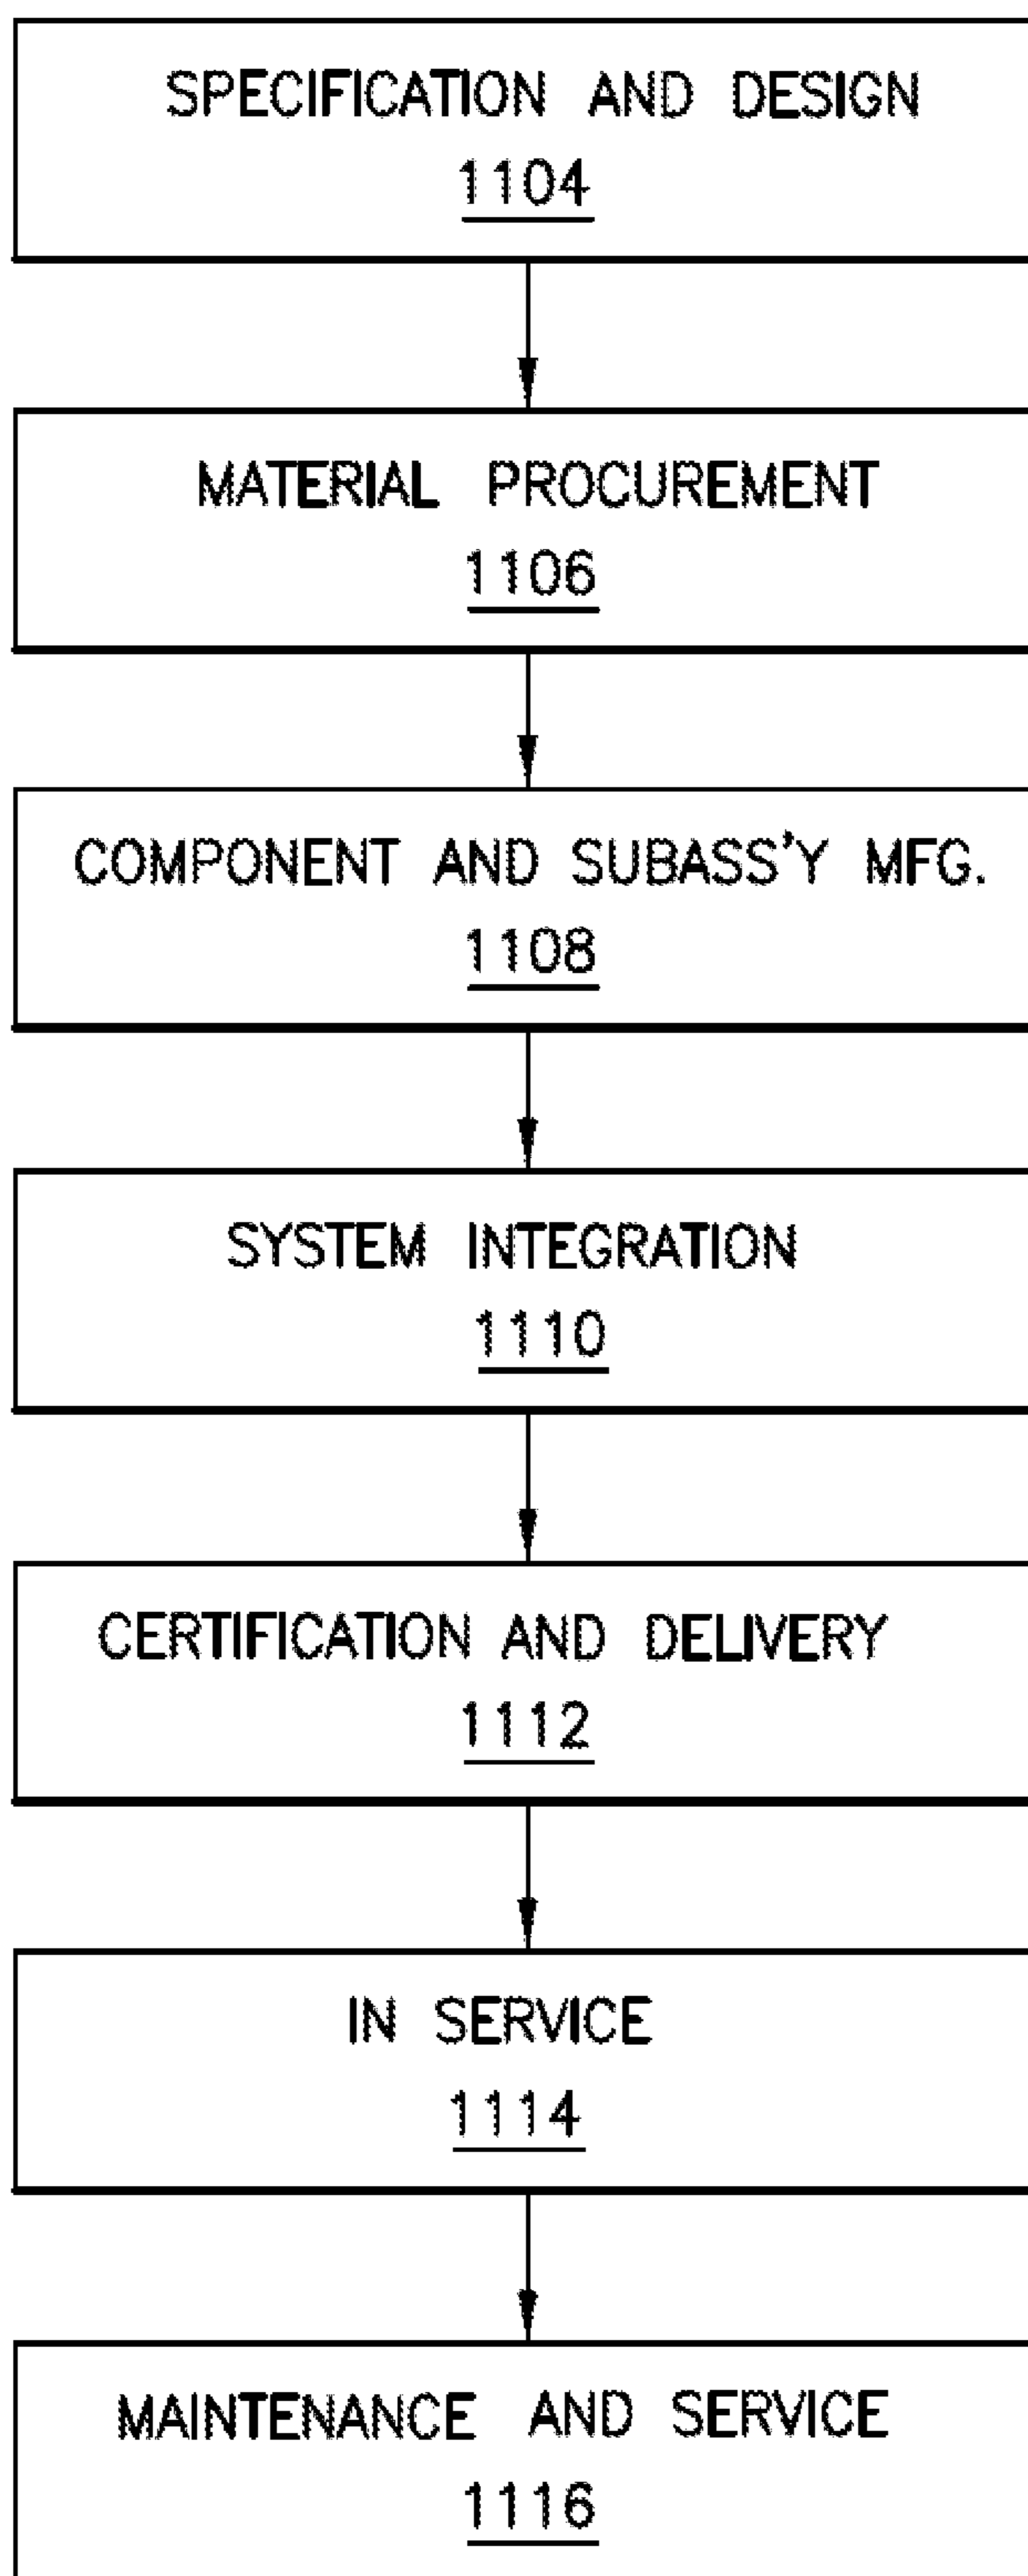 SPECIFICATION AND DESIGN
1104
MATERIAL PROCUREMENT
1106
COMPONENT AND SUBASS'Y MFG.
1108
SYSTEM INTEGRATION
1110
CERTIFICATION AND DELIVERY
1112
IN SERVICE
1114
MAINTENANCE AND SERVICE
1116